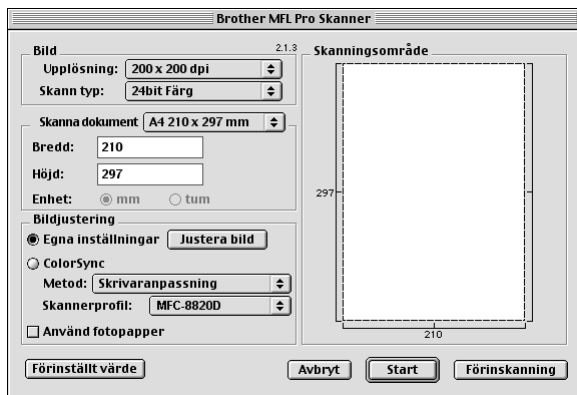 Brother MFL Pro Skanner
Bild
2.1.3
Upplösning: 200 x 200 dpi
Skann typ: 24bit Färg
Skanna dokument A4 210 x 297 mm
Bredd: 210
Höjd: 297
Enhet: mm tum
Bildjustering
Egna inställningar Justera bild
ColorSync
Metod: Skrivaranpassning
Skannerprofil: MFC-8820D
Använd fotopapper
Skanningsområde
297
210
Förinställt värde Avbryt Start Förinskanning